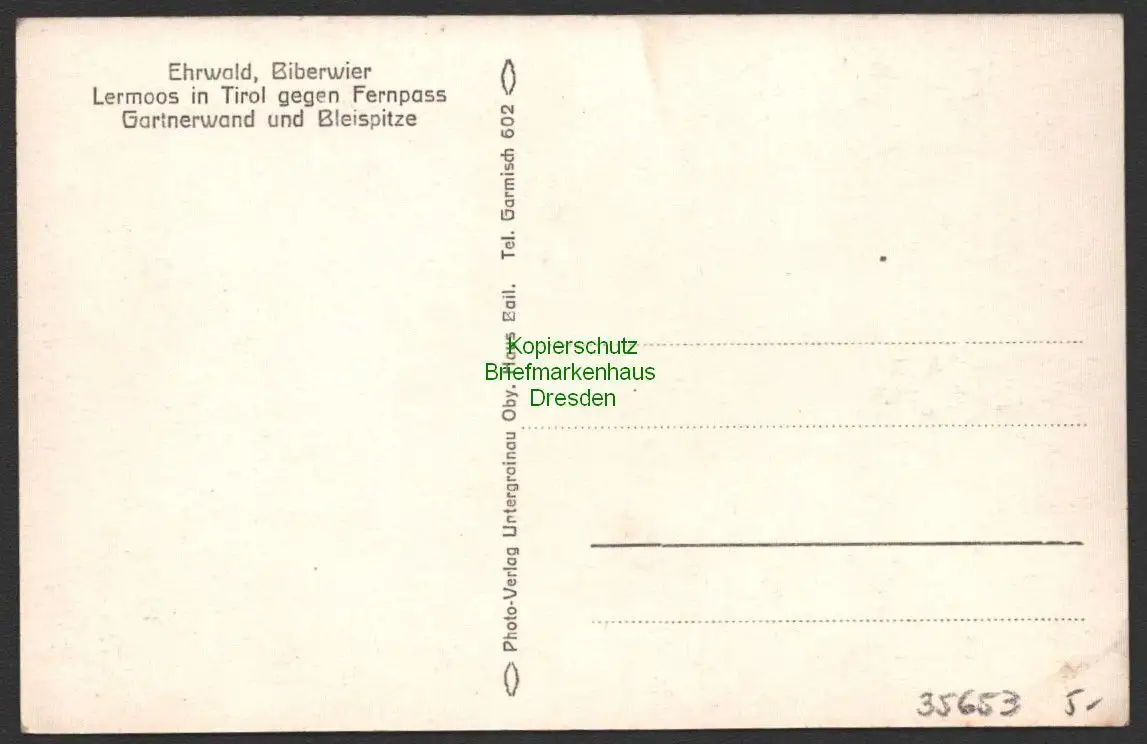 Ehrwald, Biberwier
Lermoos in Tirol gegen Fernpass
Gartnerwand und Bleispitze
Photo-Verlag Untergrainau Oby. Haus Bail. Tel. Garmisch 602
Kopierschutz
Briefmarkenhaus
Dresden
35653 5-